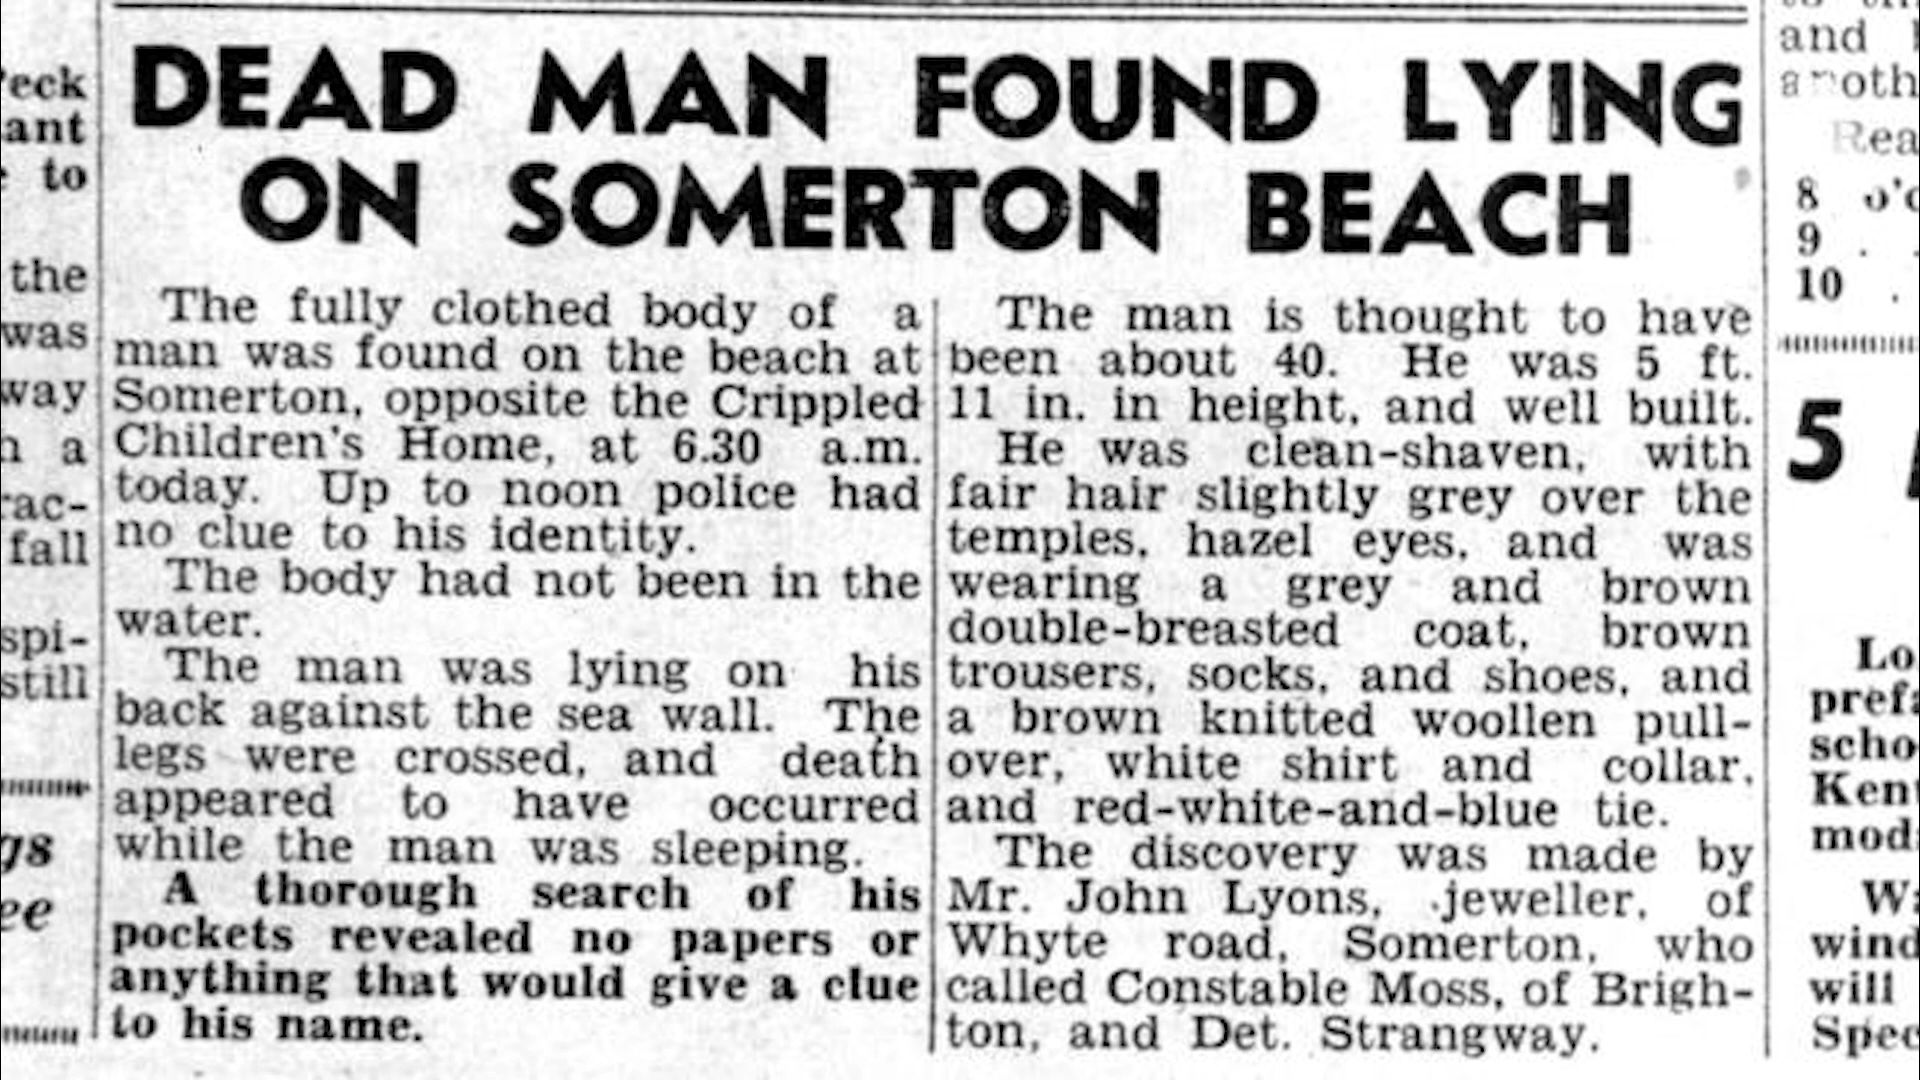 DEAD MAN FOUND LYING
ON SOMERTON BEACH
The fully clothed body of a
man was found on the beach at
Somerton, opposite the Crippled
Children's Home, at 6.30 a.m.
today. Up to noon police had
no clue to his identity.
The body had not been in the
water.
The man was lying on his
back against the sea wall. The
legs were crossed, and death
appeared to have occurred
while the man was sleeping.
A thorough search of his
pockets revealed no papers or
anything that would give a clue
to his name.
The man is thought to have
been about 40. He was 5 ft.
11 in. in height, and well built.
He was clean-shaven, with
fair hair slightly grey over the
temples, hazel eyes, and was
wearing a grey and brown
double-breasted coat, brown
trousers, socks, and shoes, and
a brown knitted woollen pull-
over, white shirt and collar,
and red-white-and-blue tie.
The discovery was made by
Mr. John Lyons, jeweller, of
Whyte road, Somerton, who
called Constable Moss, of Brigh-
ton, and Det. Strangway.
to
the
was
way
a
fall
still
and
8
9
10
5
wind
will